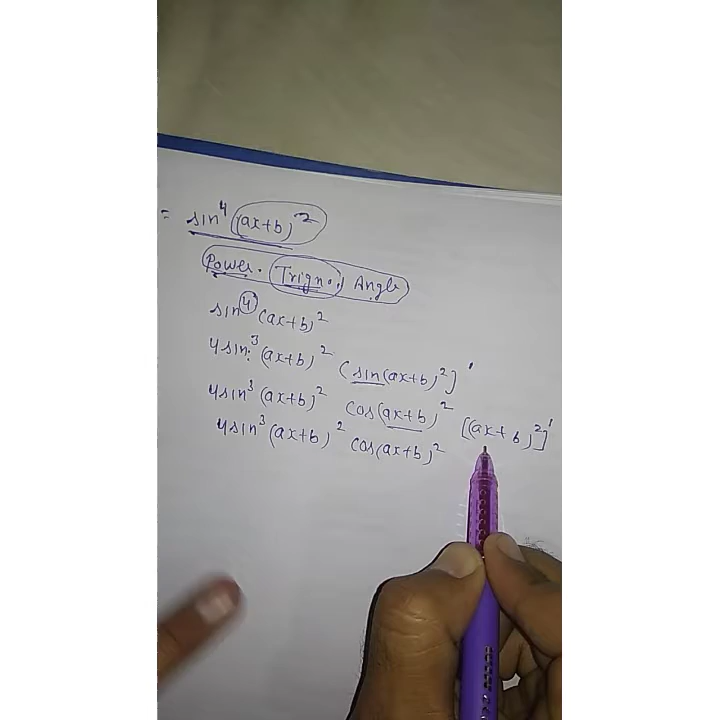 = sin⁴ (ax+b)²
Power. Trigno. Angle
sin⁴ (ax+b)²
4sin³ (ax+b)² (sin(ax+b)²]'
4sin³ (ax+b)² cos(ax+b)² [(ax+b)²]'
4sin³ (ax+b)² cos(ax+b)²